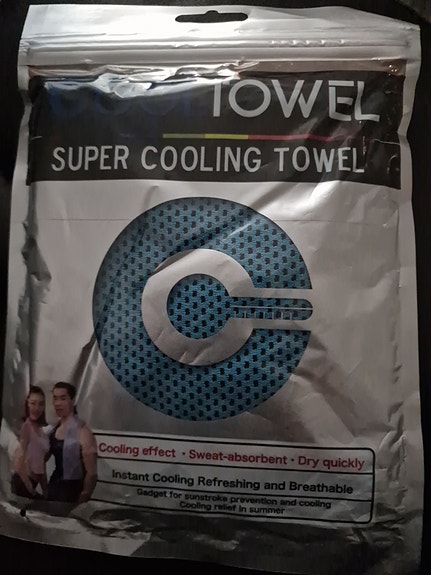 COOLTOWEL
SUPER COOLING TOWEL
Cooling effect · Sweat-absorbent · Dry quickly
Instant Cooling Refreshing and Breathable
Gadget for sunstroke prevention and cooling
Cooling relief in summer